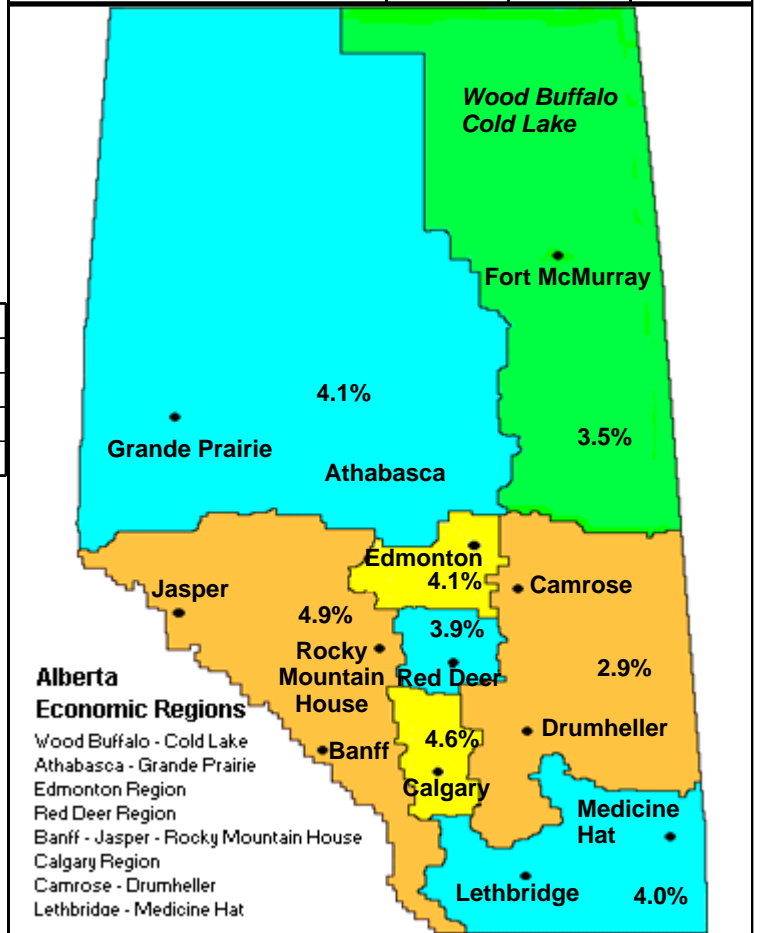 Wood Buffalo
Cold Lake
Fort McMurray
4.1%
3.5%
Grande Prairie
Athabasca
Edmonton
4.1%
Jasper
Camrose
4.9%
3.9%
Rocky
Mountain
House
Red Deer
2.9%
Alberta
Economic Regions
Wood Buffalo - Cold Lake
Athabasca - Grande Prairie
Edmonton Region
Red Deer Region
Banff - Jasper - Rocky Mountain House
Calgary Region
Camrose - Drumheller
Lethbridge - Medicine Hat
Banff
4.6%
Drumheller
Calgary
Medicine
Hat
Lethbridge
4.0%